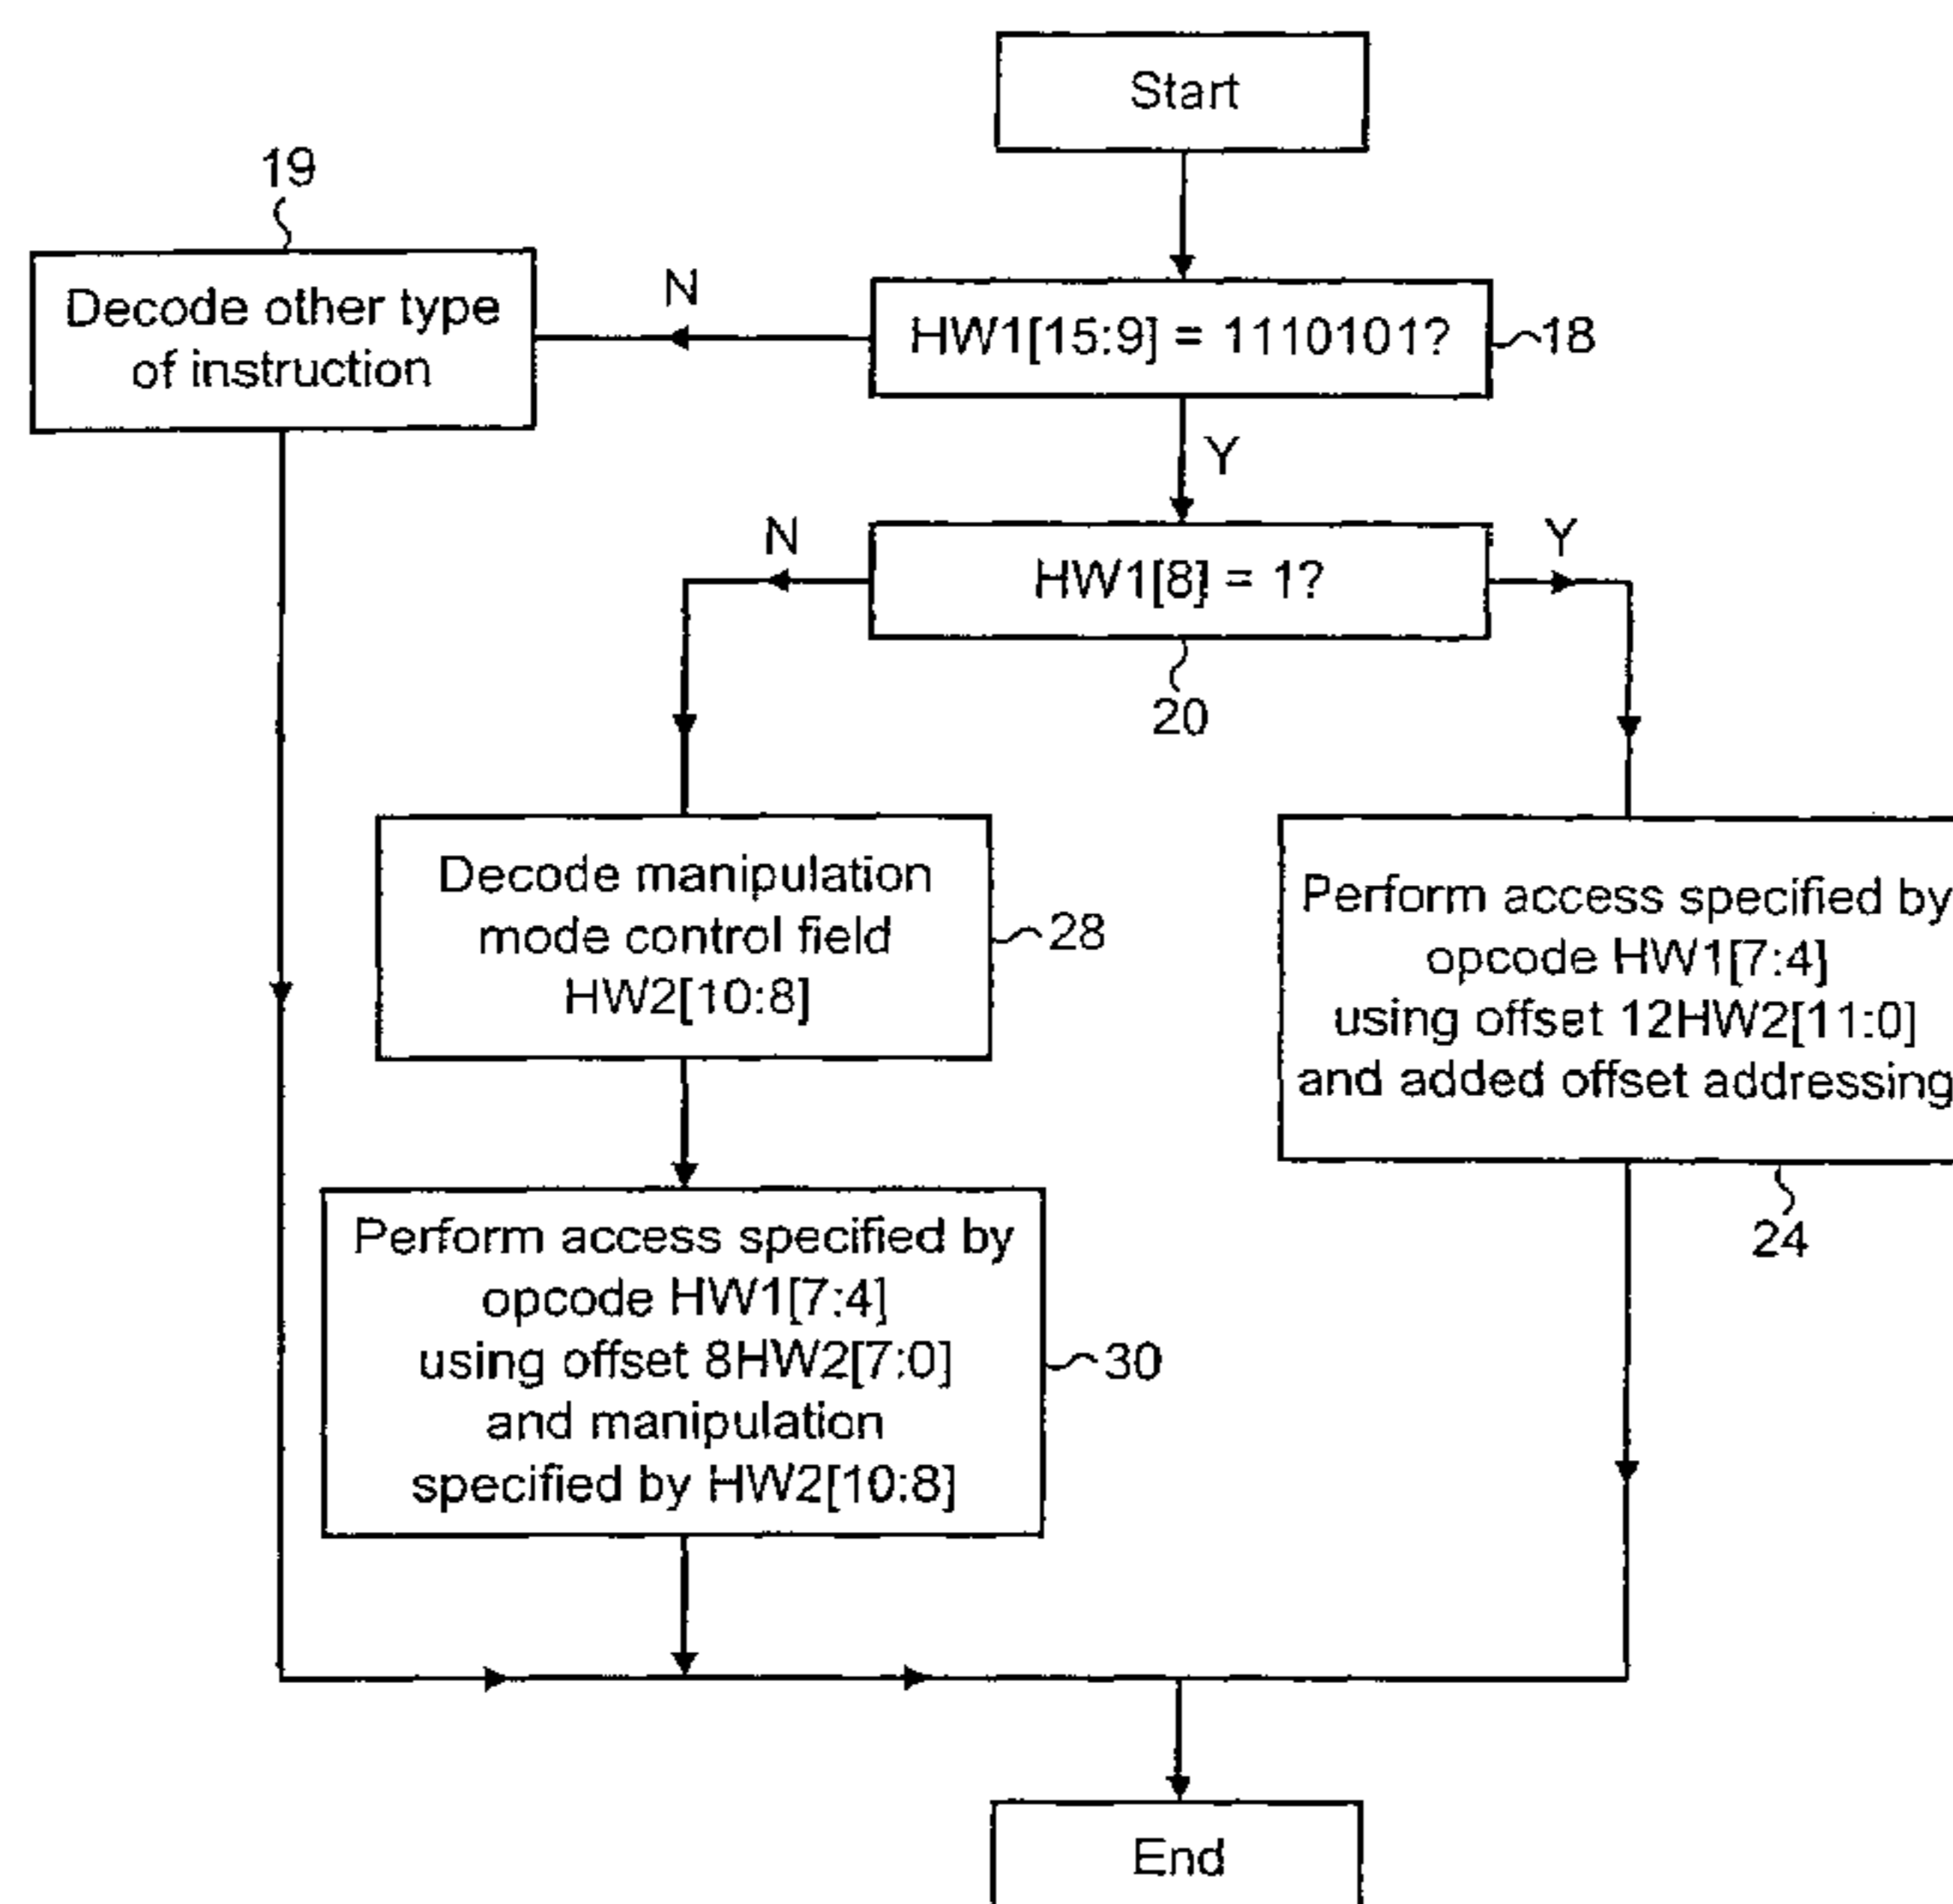 Start
19
Decode other type
of instruction
N
HW1[15:9] = 1110101?
18
Y
N
HW1[8] = 1?
Y
20
Decode manipulation
mode control field
HW2[10:8]
28
Perform access specified by
opcode HW1[7:4]
using offset 12HW2[11:0]
and added offset addressing
24
Perform access specified by
opcode HW1[7:4]
using offset 8HW2[7:0]
and manipulation
specified by HW2[10:8]
30
End